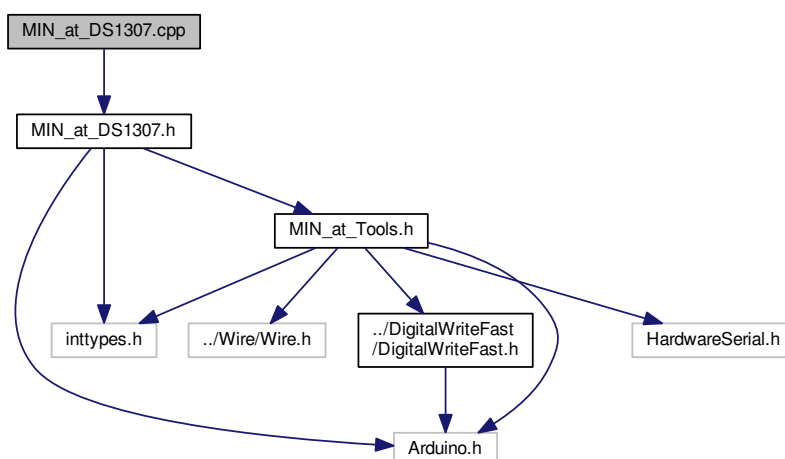 MIN_at_DS1307.cpp
MIN_at_DS1307.h
MIN_at_Tools.h
inttypes.h
../Wire/Wire.h
../DigitalWriteFast
/DigitalWriteFast.h
HardwareSerial.h
Arduino.h